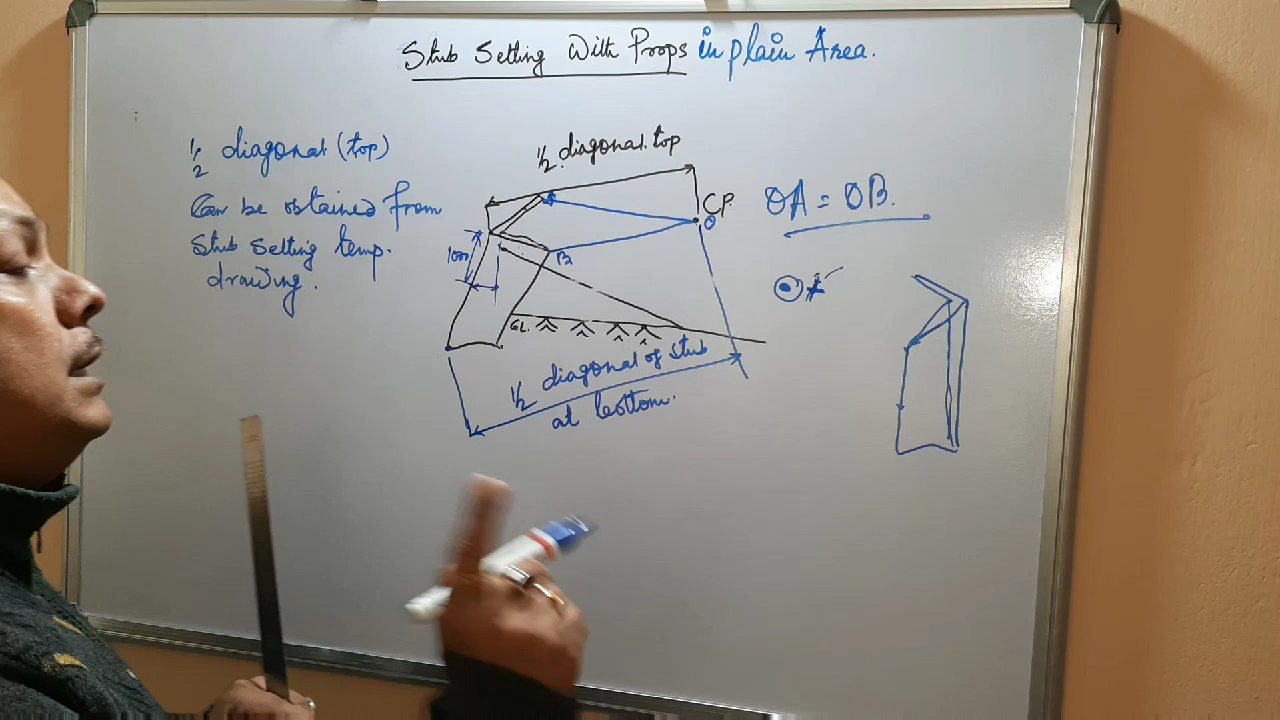 Stub Setting With Props in plain Area.
1/2 diagonal (top)
Can be obtained from
Stub Setting temp.
drawing.
1/2 diagonal top
CP
O
A
B
GL.
1/2 diagonal of stub
at bottom.
OA = OB.